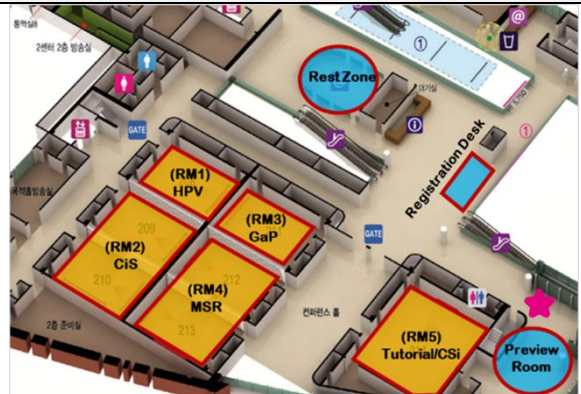 통역실8
2센터 2층 방송실
GATE
Rest Zone
대기실
①
@
i
Registration Desk
①
GATE
(RM1)
HPV
(RM3)
GaP
209
(RM2)
CiS
210
212
(RM4)
MSR
213
2층 준비실
컨퍼런스 홀
(RM5)
Tutorial/CSi
Preview
Room